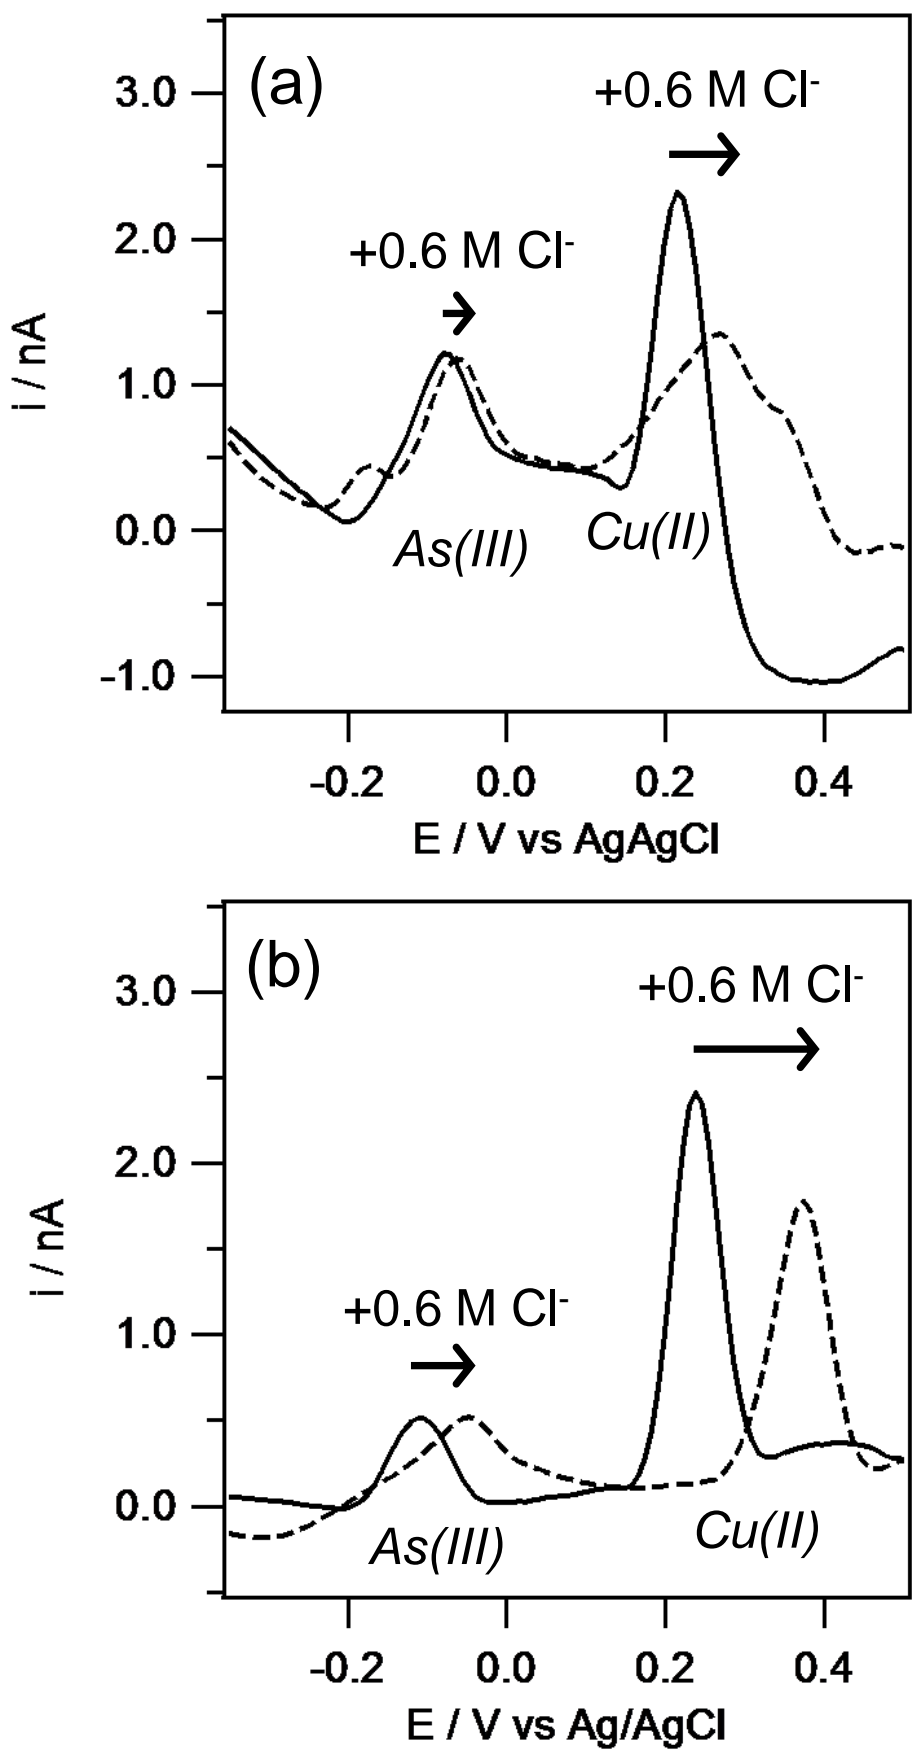 (a)
+0.6 M Cl-
+0.6 M Cl-
3.0
2.0
1.0
0.0
-1.0
i / nA
As(III)
Cu(II)
-0.2 0.0 0.2 0.4
E / V vs AgAgCl
(b)
+0.6 M Cl-
+0.6 M Cl-
3.0
2.0
1.0
0.0
i / nA
As(III)
Cu(II)
-0.2 0.0 0.2 0.4
E / V vs Ag/AgCl